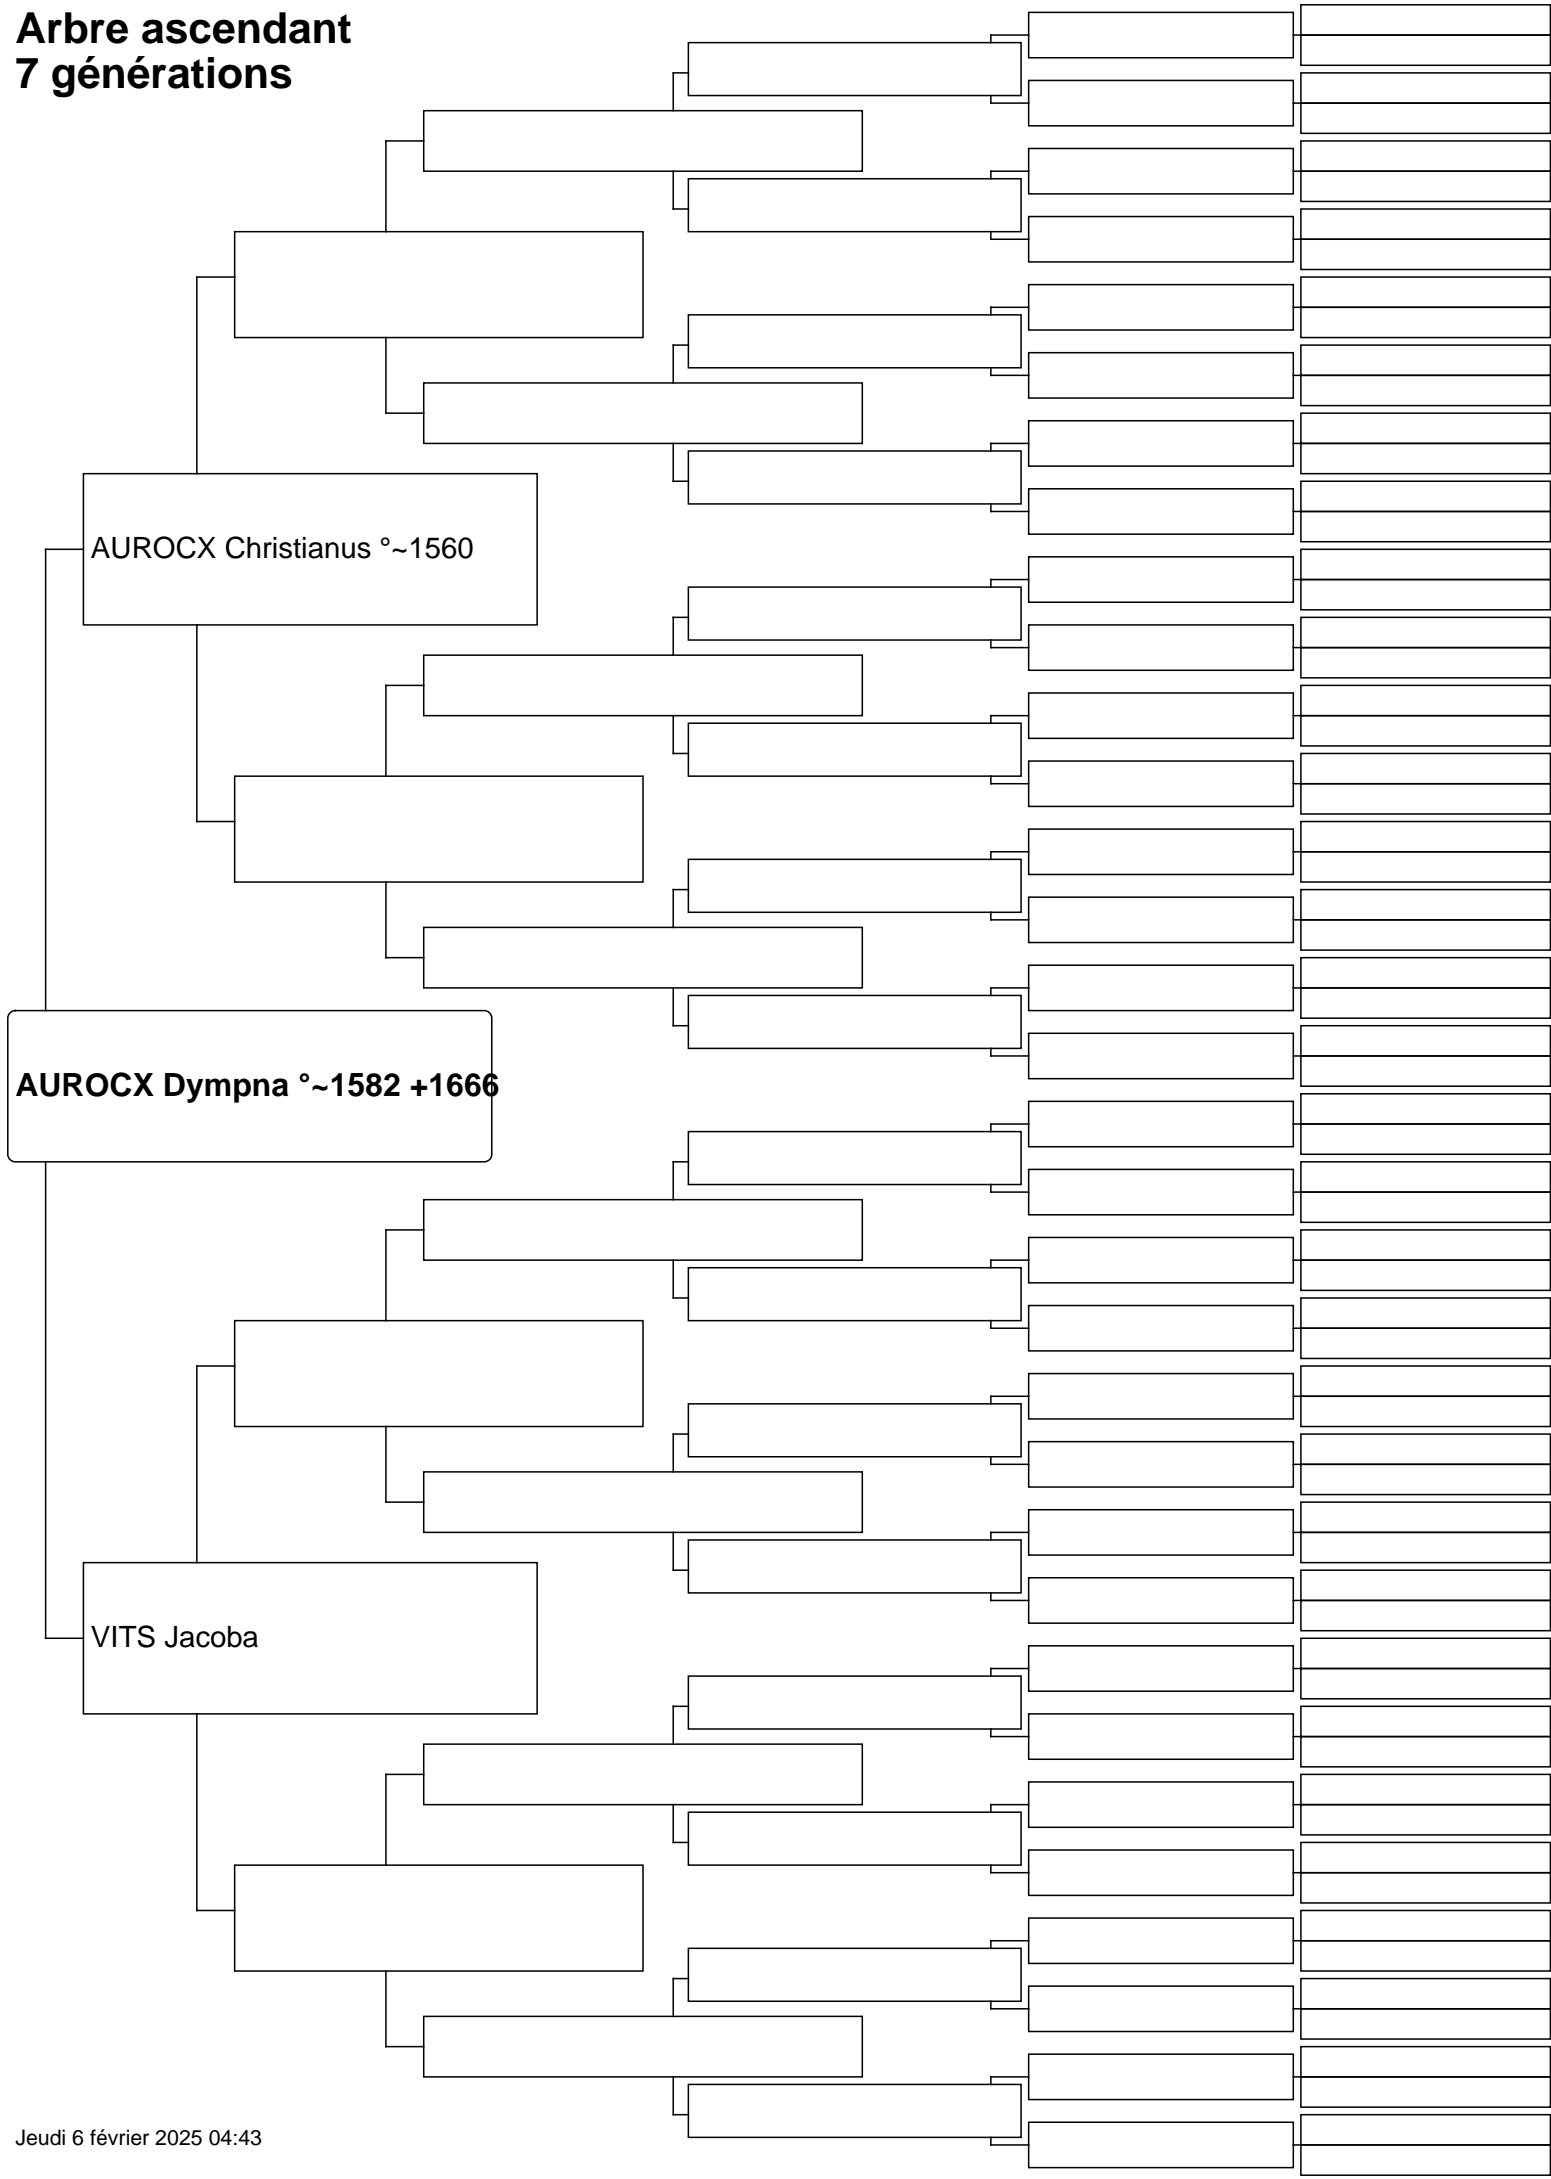 Arbre ascendant
7 générations
AUROCX Christianus °~1560
AUROCX Dympna °~1582 +1666
VITS Jacoba
Jeudi 6 février 2025 04:43